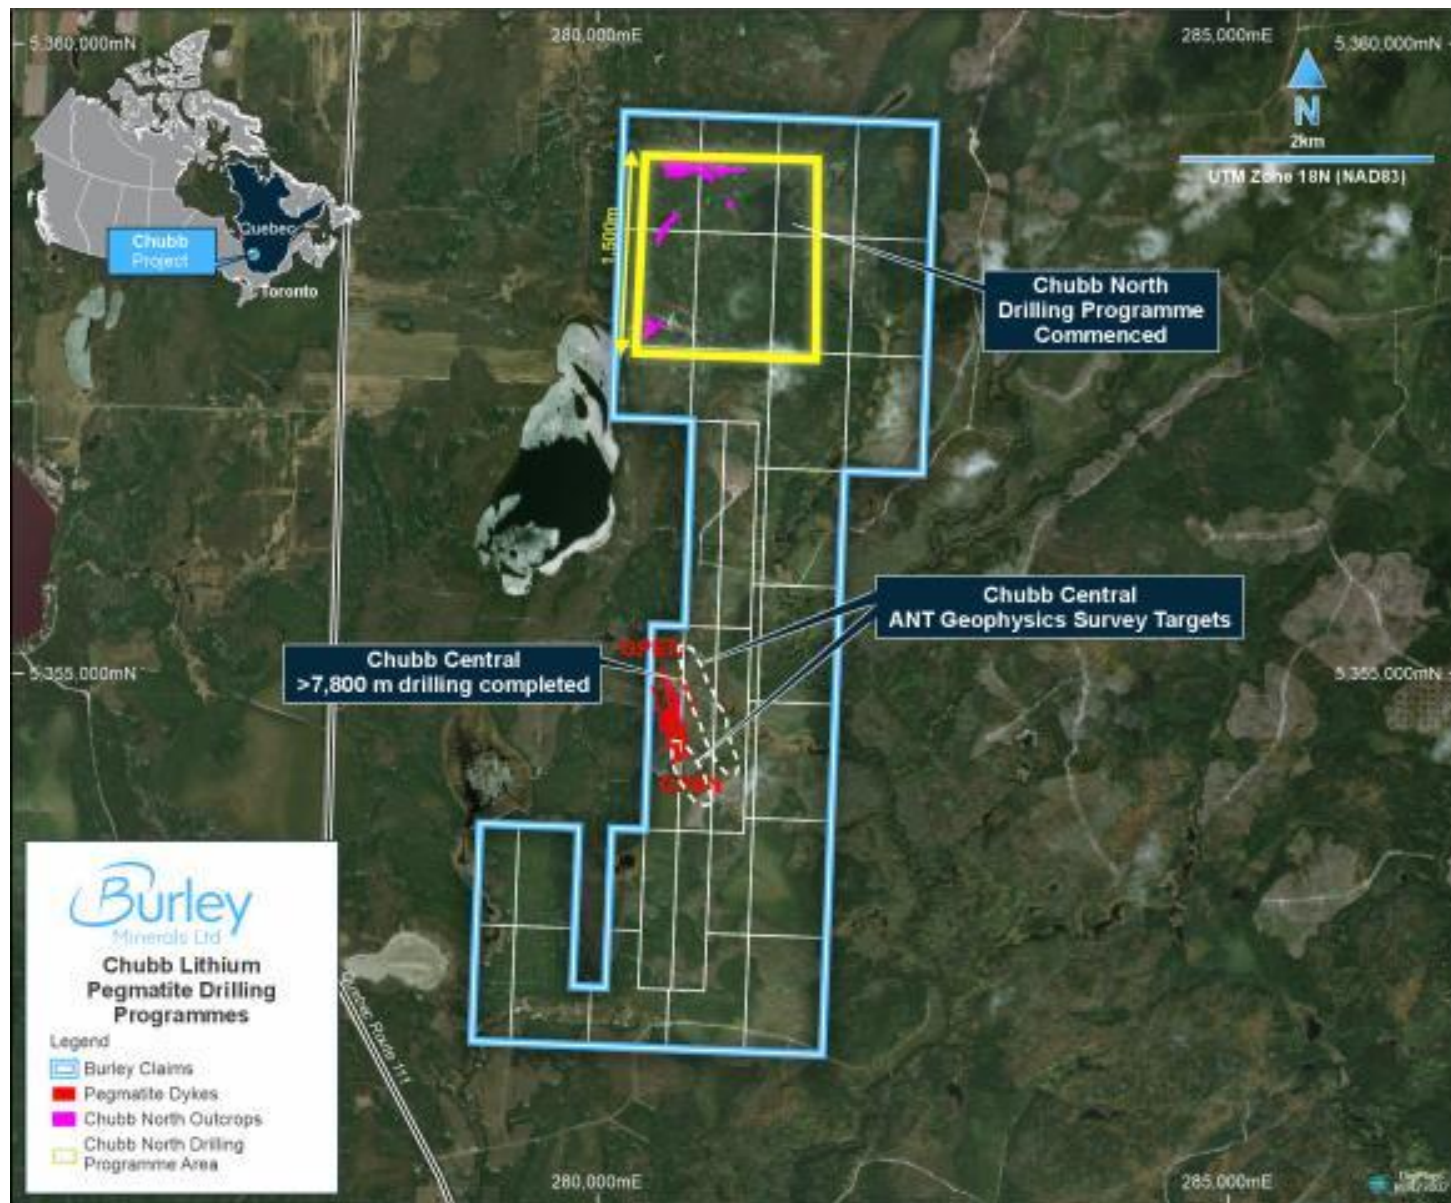 5,360,000mN
280,000mE
285,000mE
5,360,000mN
N
2km
UTM Zone 18N (NAD83)
Quebec
Chubb
Project
Toronto
1,500m
Chubb North
Drilling Programme
Commenced
Chubb Central
ANT Geophysics Survey Targets
Chubb Central
>7,800 m drilling completed
5,355,000mN
5,355,000mN
Burley
Minerals Ltd
Chubb Lithium
Pegmatite Drilling
Programmes
Legend
Burley Claims
Pegmatite Dykes
Chubb North Outcrops
Chubb North Drilling
Programme Area
Quebec Route 111
280,000mE
285,000mE